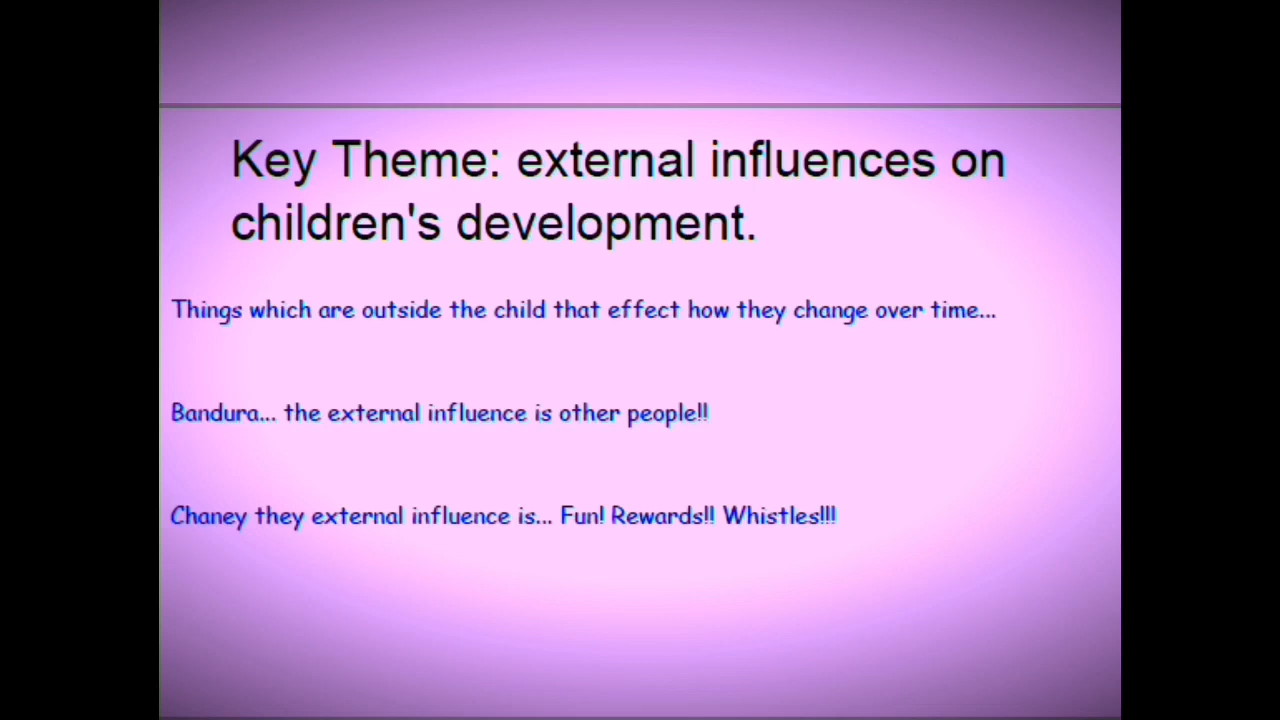 Key Theme: external influences on
children's development.
Things which are outside the child that effect how they change over time...
Bandura... the external influence is other people!!
Chaney they external influence is... Fun! Rewards!! Whistles!!!